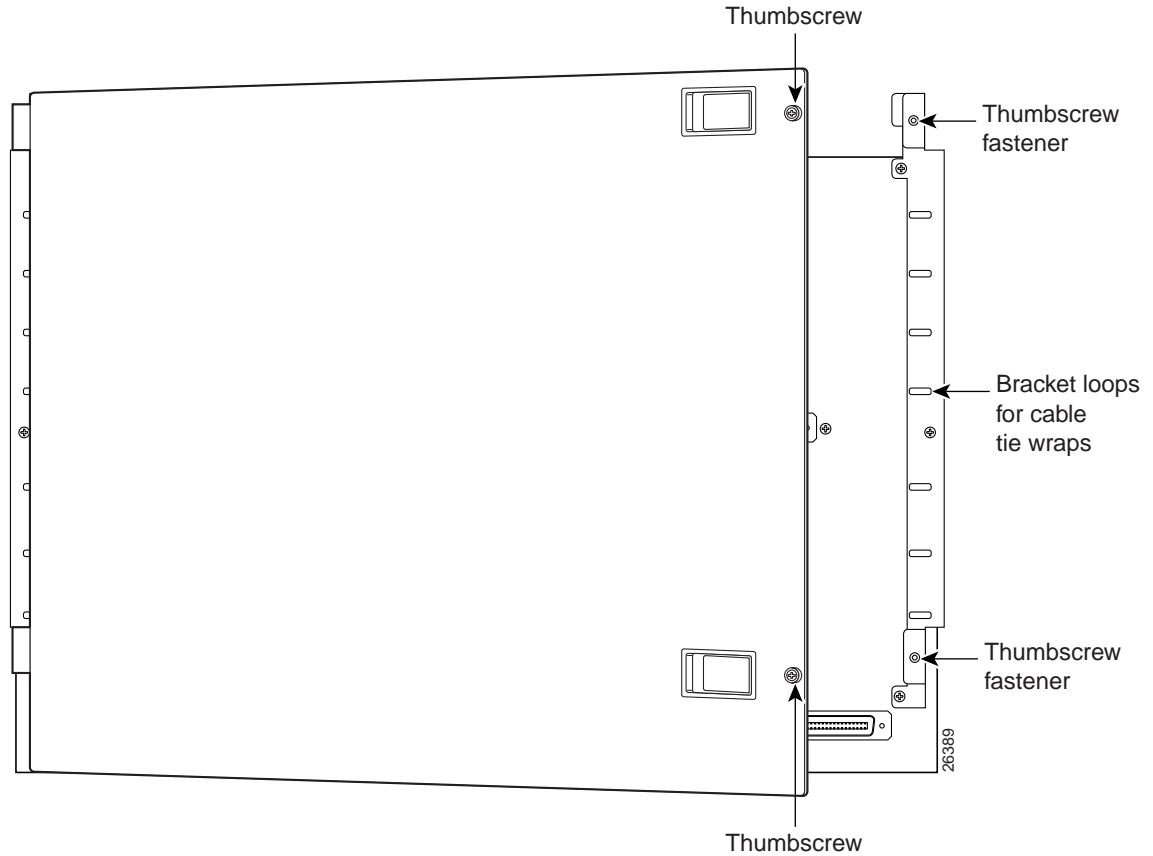 Thumbscrew
Thumbscrew
fastener
Bracket loops
for cable
tie wraps
Thumbscrew
fastener
26389
Thumbscrew